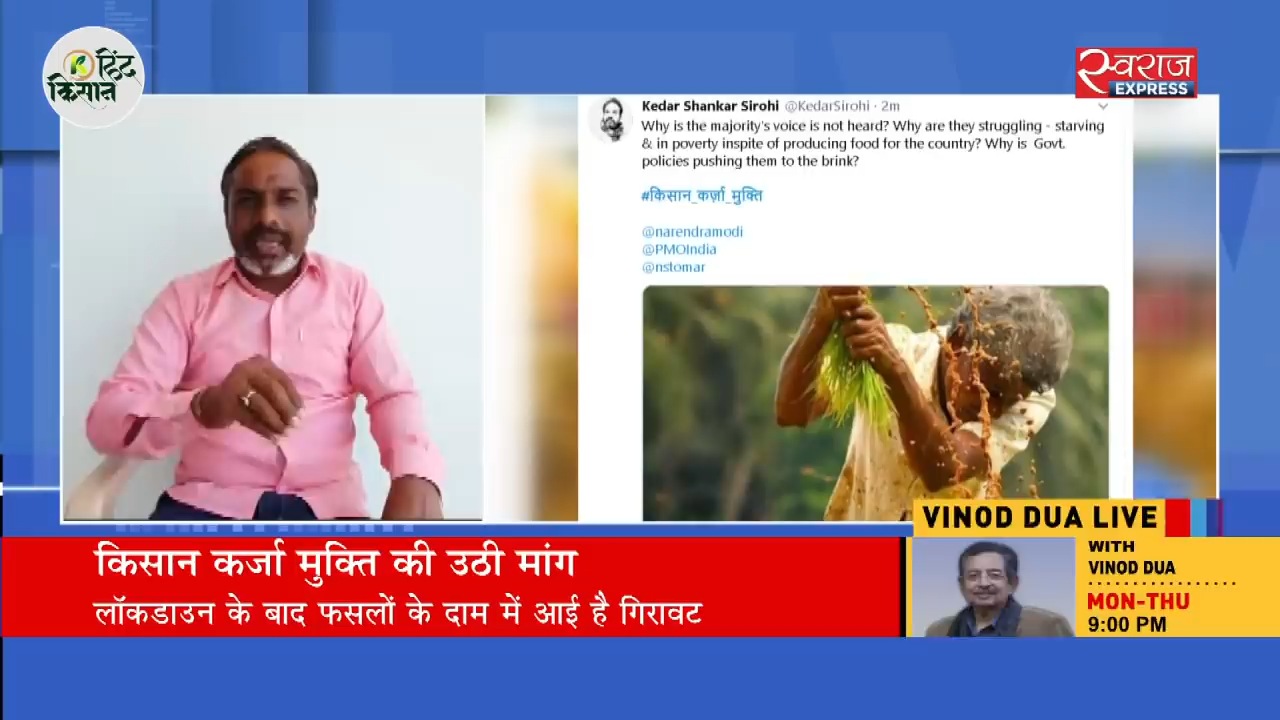 हिंद
किसान
स्वराज
EXPRESS
Kedar Shankar Sirohi @KedarSirohi · 2m
Why is the majority's voice is not heard? Why are they struggling - starving
& in poverty inspite of producing food for the country? Why is Govt.
policies pushing them to the brink?
#किसान_कर्ज़ा_मुक्ति
@narendramodi
@PMOIndia
@nstomar
VINOD DUA LIVE
WITH
VINOD DUA
MON-THU
9:00 PM
किसान कर्जा मुक्ति की उठी मांग
लॉकडाउन के बाद फसलों के दाम में आई है गिरावट